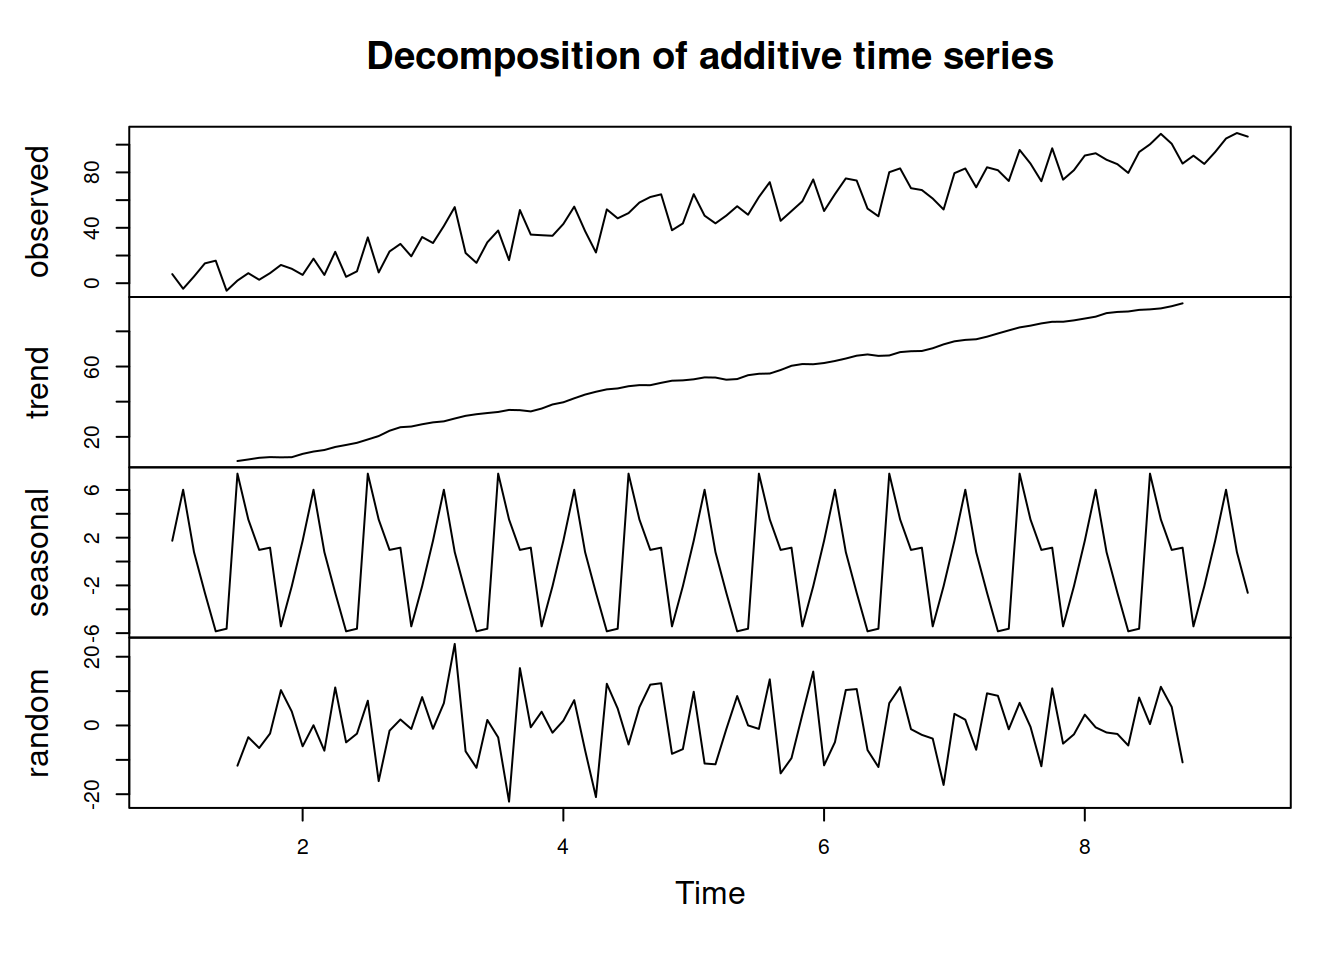 Decomposition of additive time series
observed
0 40 80
trend
20 60
seasonal
-6 -2 2 6
random
-20 0 20
2 4 6 8
Time